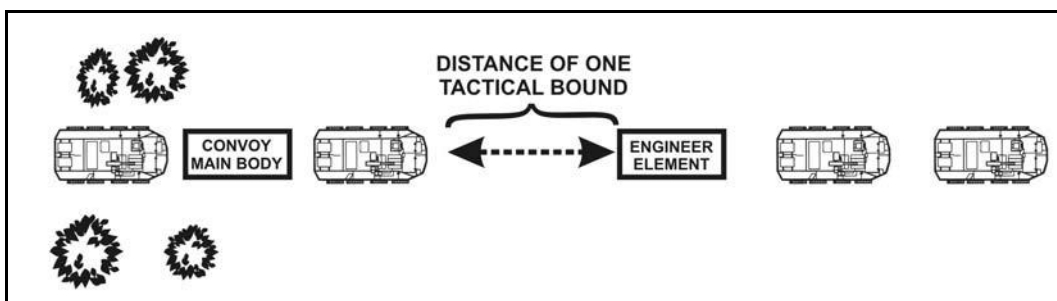 DISTANCE OF ONE
TACTICAL BOUND
CONVOY
MAIN BODY
ENGINEER
ELEMENT